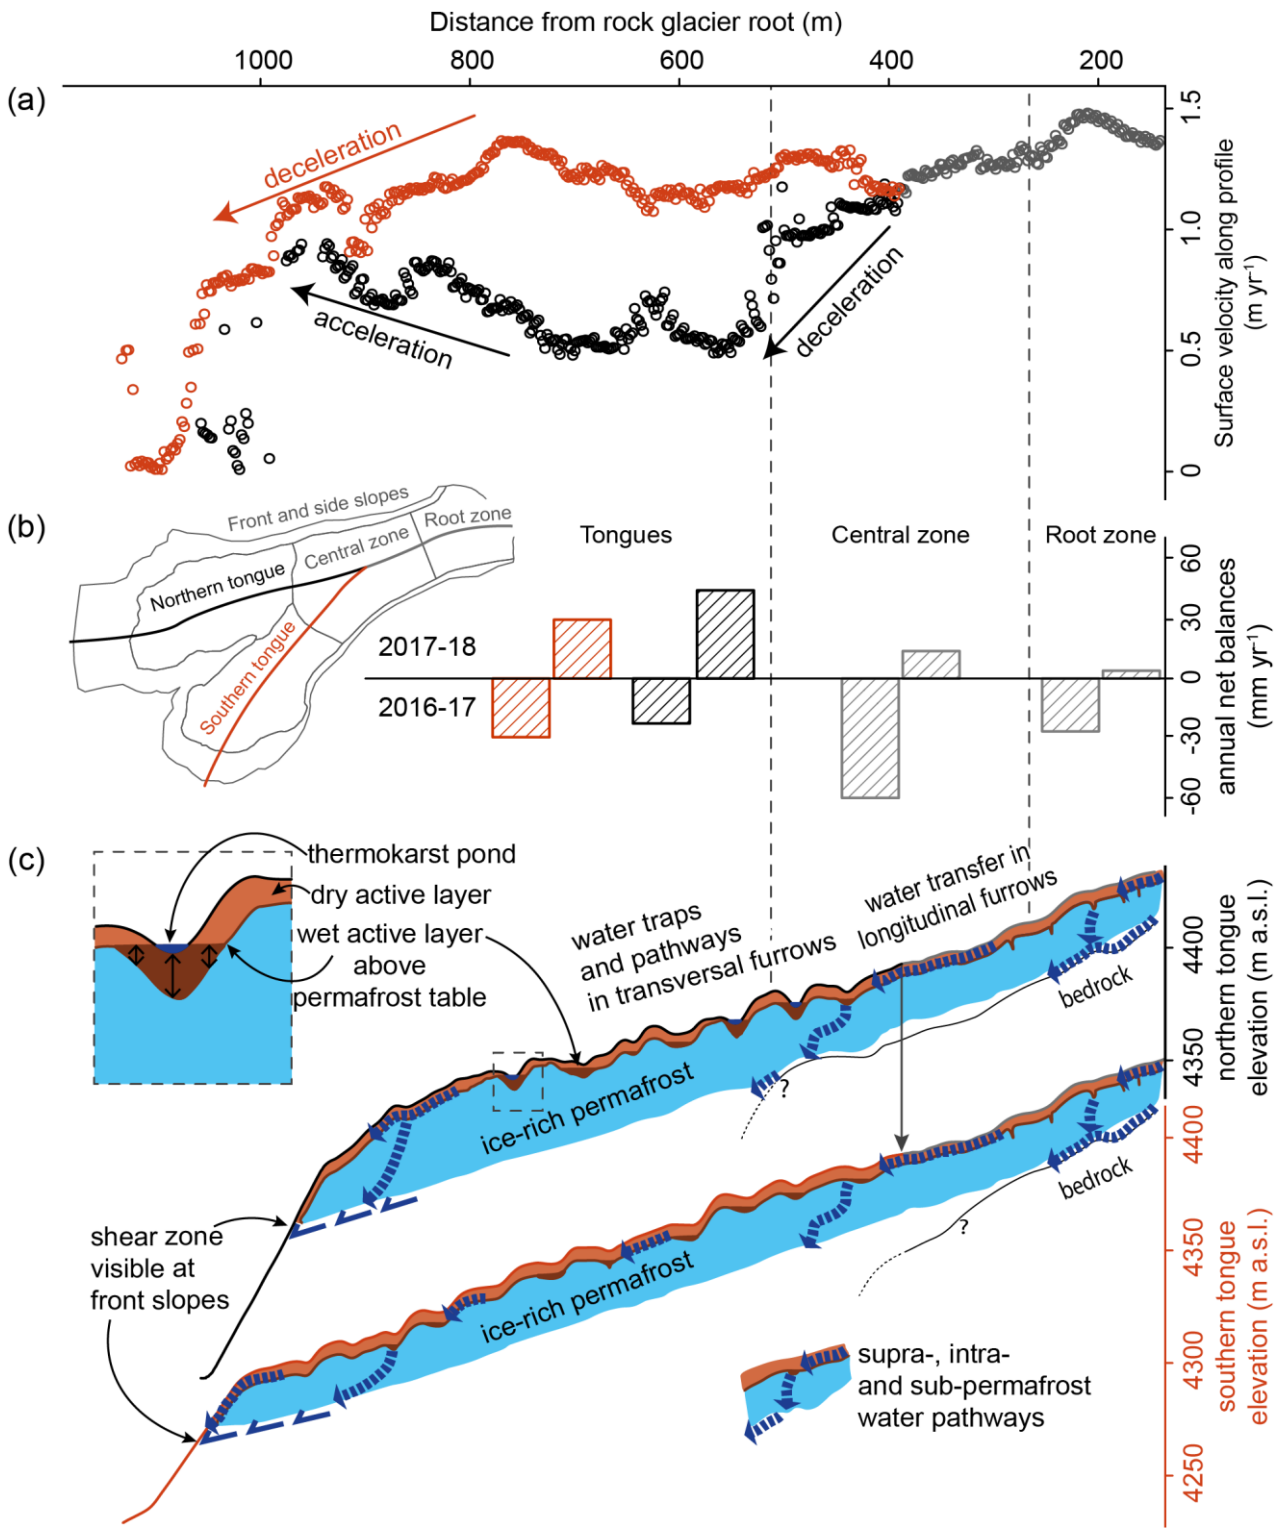 Distance from rock glacier root (m)
1000 800 600 400 200
(a)
deceleration
acceleration
deceleration
1.5
1.0
0.5
0
Surface velocity along profile
(m yr-1)
(b)
Front and side slopes
Root zone
Central zone
Northern tongue
Southern tongue
Tongues Central zone Root zone
2017-18
2016-17
60
30
0
-30
-60
annual net balances
(mm yr-1)
(c)
thermokarst pond
dry active layer
wet active layer
above
permafrost table
water traps
and pathways
in transversal furrows
water transfer in
longitudinal furrows
bedrock
?
ice-rich permafrost
4400
4350
northern tongue
elevation (m a.s.l.)
shear zone
visible at
front slopes
bedrock
?
ice-rich permafrost
supra-, intra-
and sub-permafrost
water pathways
4400
4350
4300
4250
southern tongue
elevation (m a.s.l.)